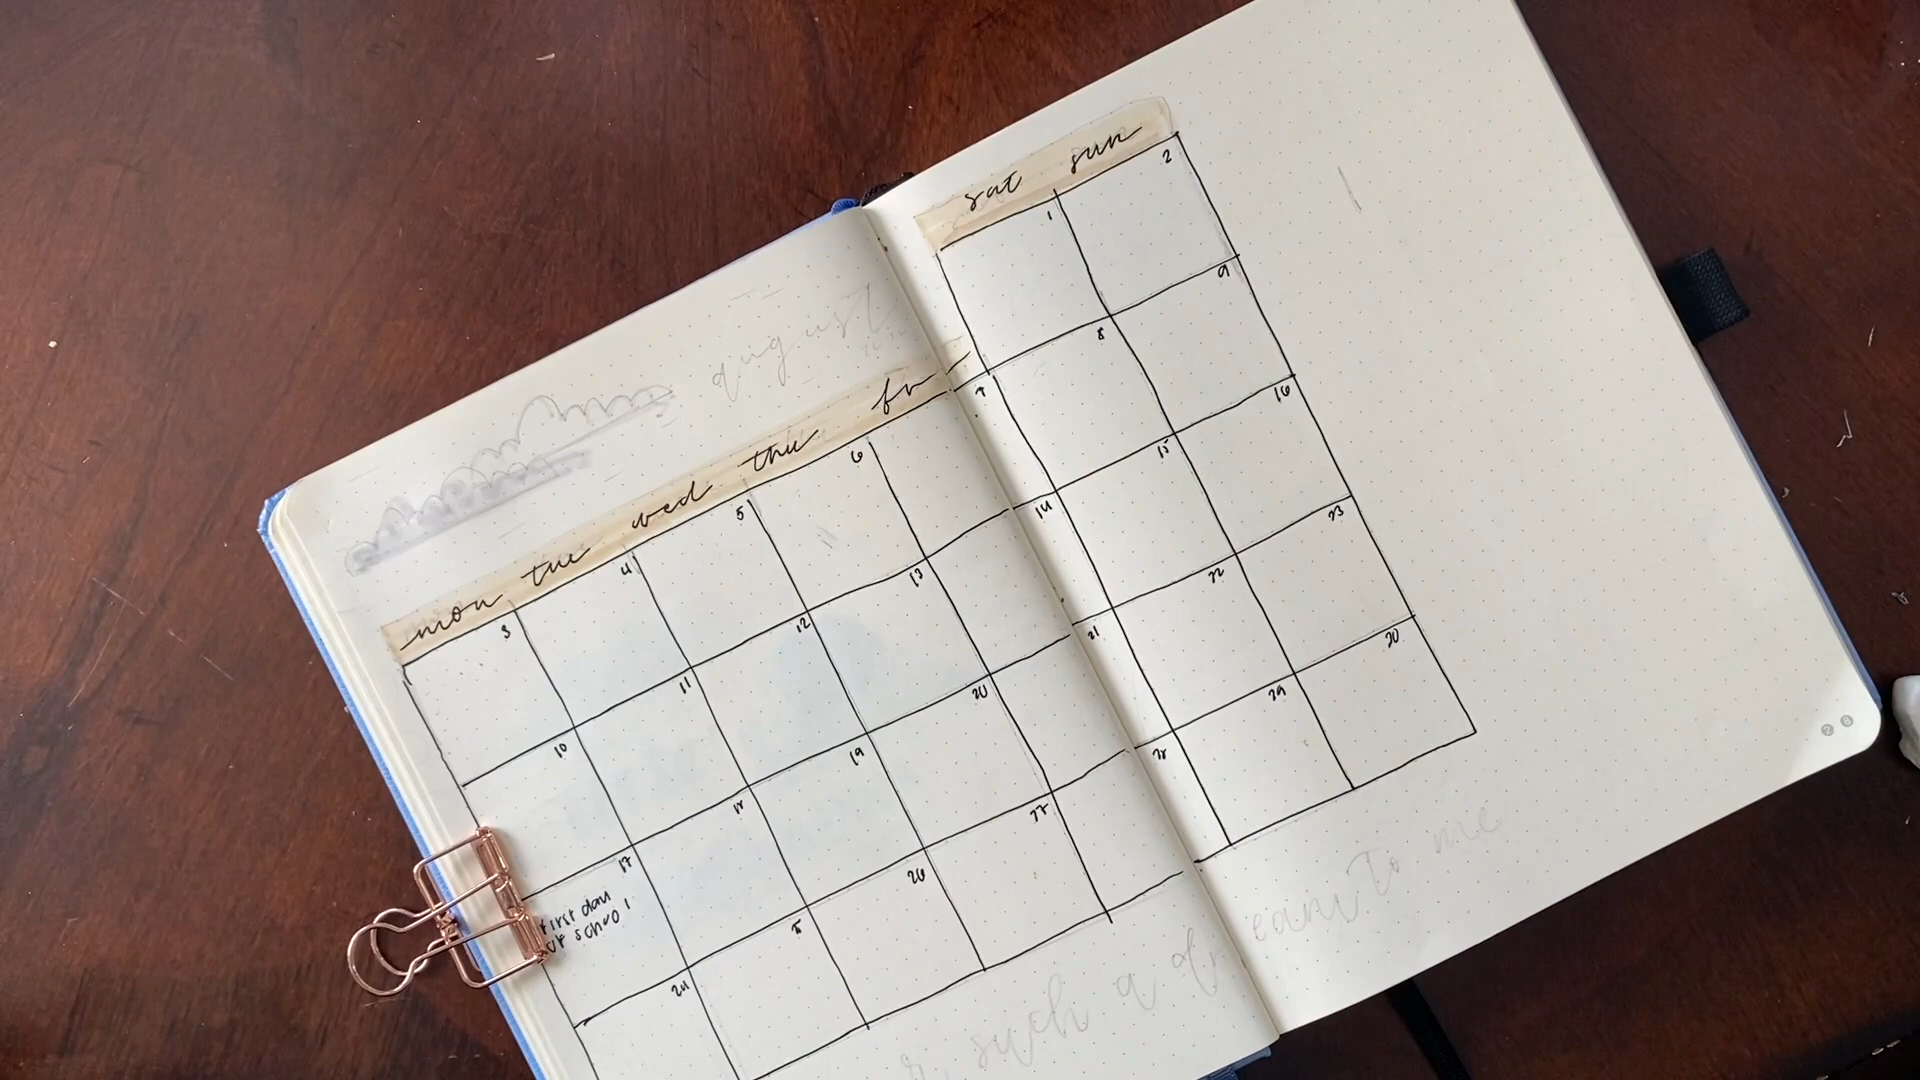 august
mon tue wed thu fri sat sun
1 2
3 4 5 6 7 8 9
10 11 12 13 14 15 16
17 18 19 20 21 22 23
first day
of school
24 25 26 27 28 29 30
such a dream to me
28